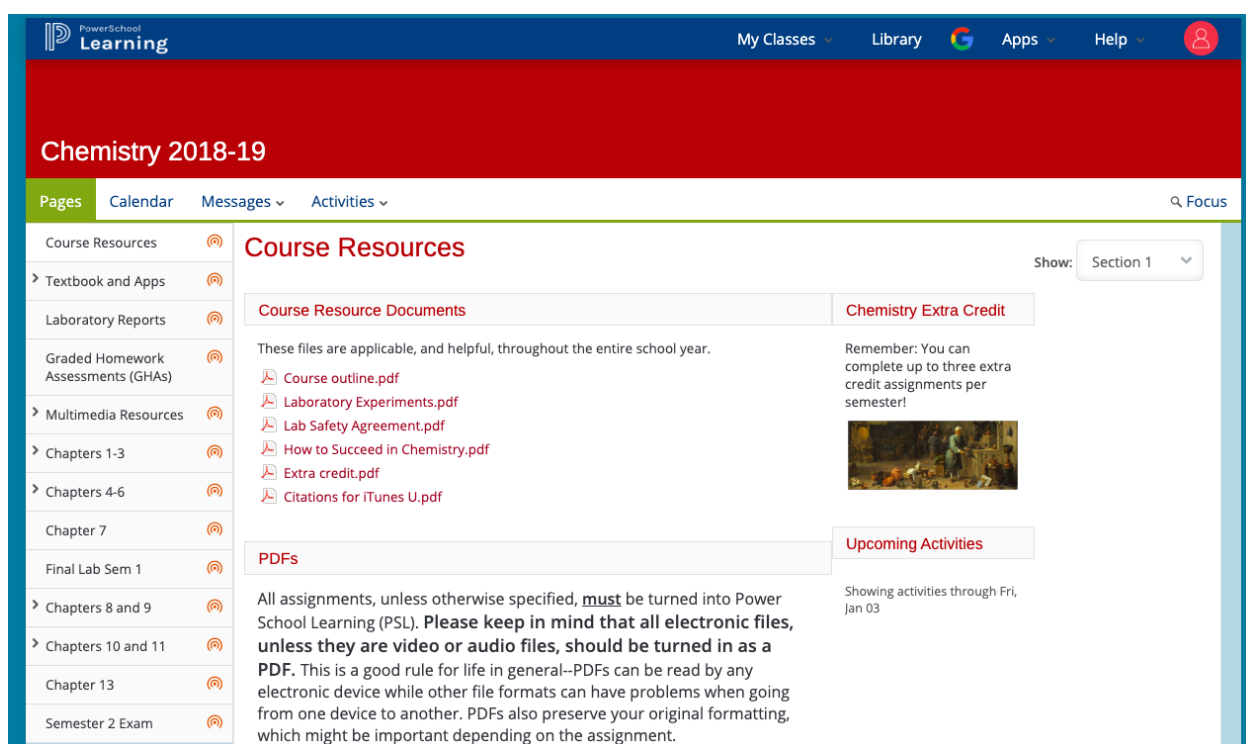 PowerSchool
Learning
My Classes
Library
Apps
Help
Chemistry 2018-19
Pages
Calendar
Messages
Activities
Focus
Course Resources
Textbook and Apps
Laboratory Reports
Graded Homework
Assessments (GHAs)
Multimedia Resources
Chapters 1-3
Chapters 4-6
Chapter 7
Final Lab Sem 1
Chapters 8 and 9
Chapters 10 and 11
Chapter 13
Semester 2 Exam
Course Resources
Show: Section 1
Course Resource Documents
These files are applicable, and helpful, throughout the entire school year.
Course outline.pdf
Laboratory Experiments.pdf
Lab Safety Agreement.pdf
How to Succeed in Chemistry.pdf
Extra credit.pdf
Citations for iTunes U.pdf
PDFs
All assignments, unless otherwise specified, must be turned into Power
School Learning (PSL). Please keep in mind that all electronic files,
unless they are video or audio files, should be turned in as a
PDF. This is a good rule for life in general--PDFs can be read by any
electronic device while other file formats can have problems when going
from one device to another. PDFs also preserve your original formatting,
which might be important depending on the assignment.
Chemistry Extra Credit
Remember: You can
complete up to three extra
credit assignments per
semester!
Upcoming Activities
Showing activities through Fri,
Jan 03